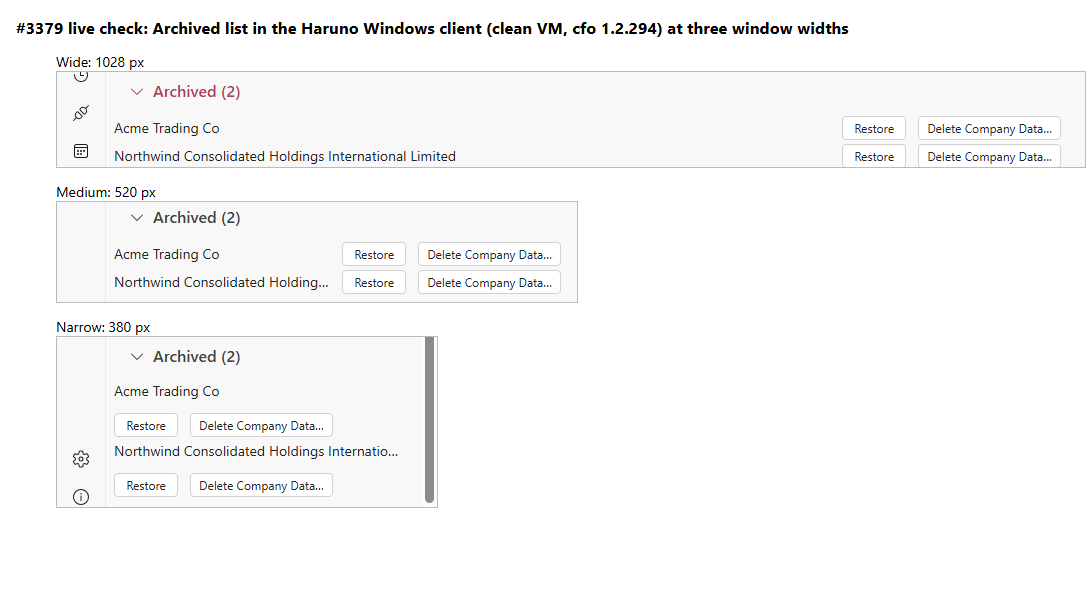 #3379 live check: Archived list in the Haruno Windows client (clean VM, cfo 1.2.294) at three window widths
Wide: 1028 px
Archived (2)
Acme Trading Co Restore Delete Company Data...
Northwind Consolidated Holdings International Limited Restore Delete Company Data...
Medium: 520 px
Archived (2)
Acme Trading Co Restore Delete Company Data...
Northwind Consolidated Holding... Restore Delete Company Data...
Narrow: 380 px
Archived (2)
Acme Trading Co
Restore Delete Company Data...
Northwind Consolidated Holdings Internatio...
Restore Delete Company Data...